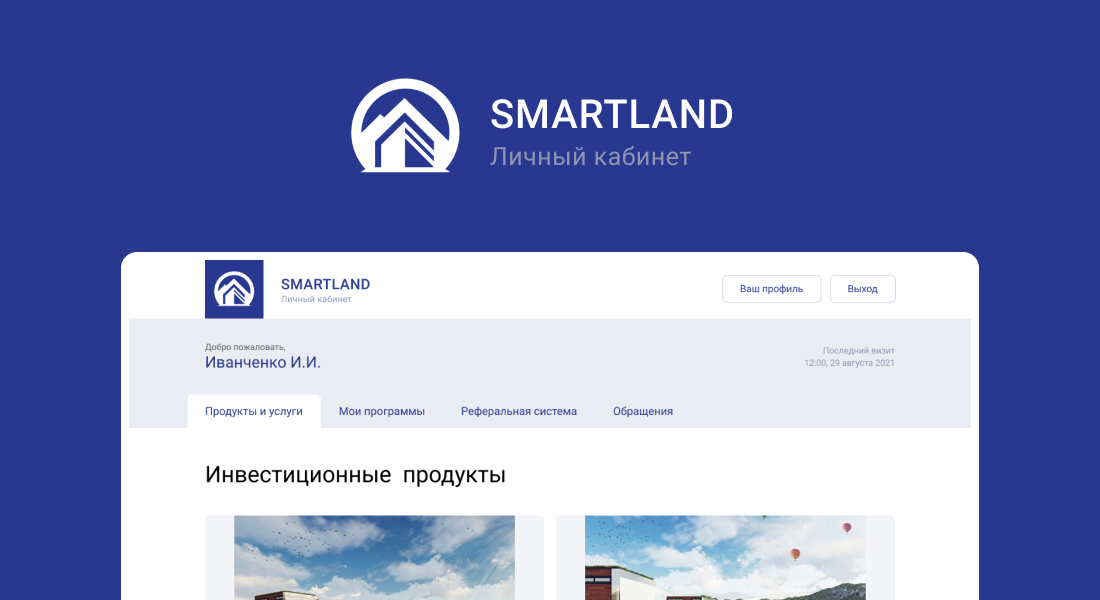 SMARTLAND
Личный кабинет
SMARTLAND
Личный кабинет
Ваш профиль
Выход
Добро пожаловать,
Иванченко И.И.
Последний визит
12:00, 29 августа 2021
Продукты и услуги
Мои программы
Реферальная система
Обращения
Инвестиционные продукты